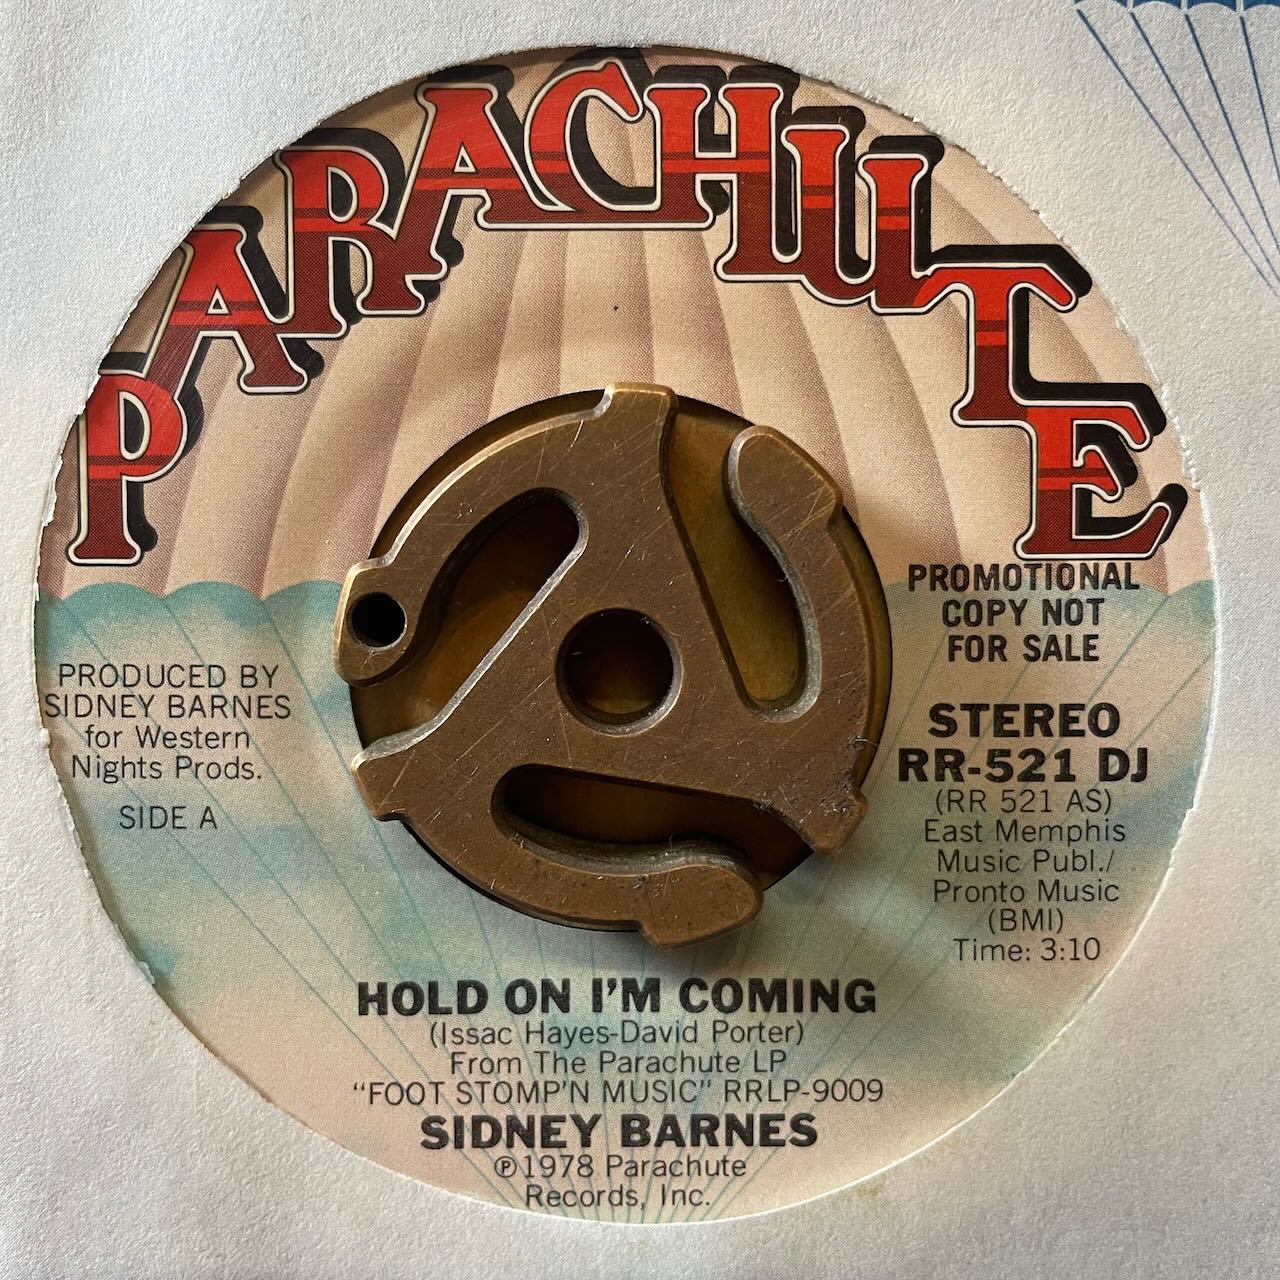 PARACHUTE
PROMOTIONAL
COPY NOT
FOR SALE
PRODUCED BY
SIDNEY BARNES
for Western
Nights Prods.
SIDE A
STEREO
RR-521 DJ
(RR 521 AS)
East Memphis
Music Publ./
Pronto Music
(BMI)
Time: 3:10
HOLD ON I'M COMING
(Issac Hayes-David Porter)
From The Parachute LP
"FOOT STOMP'N MUSIC" RRLP-9009
SIDNEY BARNES
℗1978 Parachute
Records, Inc.